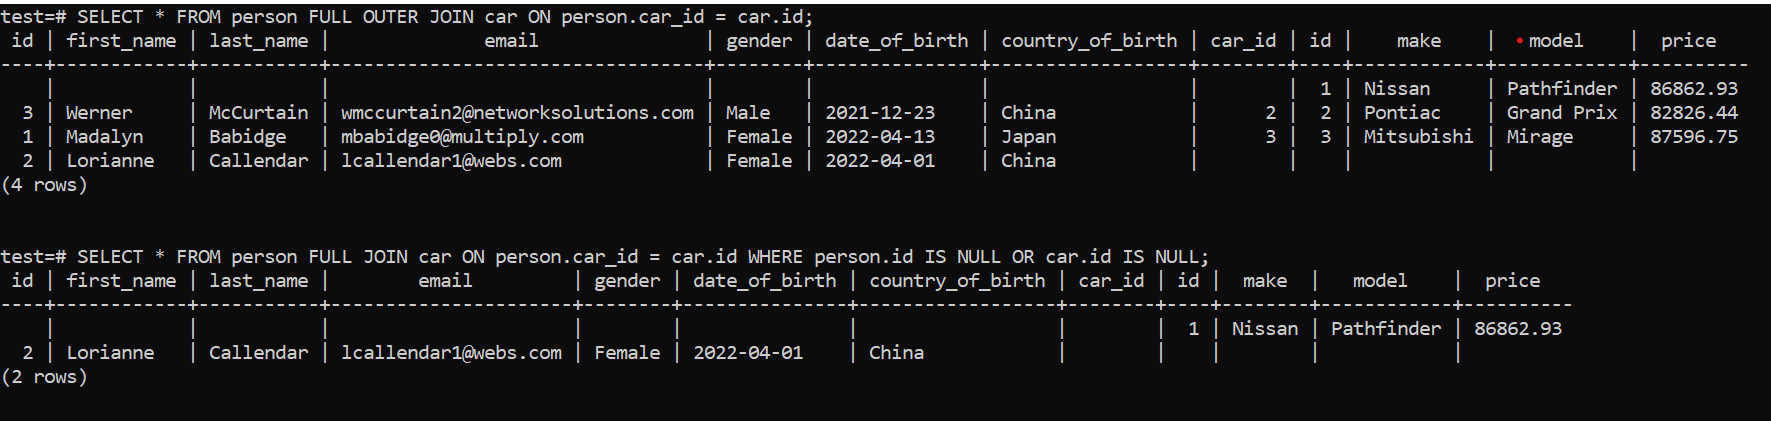 test=# SELECT * FROM person FULL OUTER JOIN car ON person.car_id = car.id;
 id | first_name | last_name |              email               | gender | date_of_birth | country_of_birth | car_id | id |    make    |   model    |  price
----+------------+-----------+----------------------------------+--------+---------------+------------------+--------+----+------------+------------+----------
    |            |           |                                  |        |               |                  |        |  1 | Nissan     | Pathfinder | 86862.93
  3 | Werner     | McCurtain | wmccurtain2@networksolutions.com | Male   | 2021-12-23    | China            |      2 |  2 | Pontiac    | Grand Prix | 82826.44
  1 | Madalyn    | Babidge   | mbabidge0@multiply.com           | Female | 2022-04-13    | Japan            |      3 |  3 | Mitsubishi | Mirage     | 87596.75
  2 | Lorianne   | Callendar | lcallendar1@webs.com             | Female | 2022-04-01    | China            |        |    |            |            |
(4 rows)
test=# SELECT * FROM person FULL JOIN car ON person.car_id = car.id WHERE person.id IS NULL OR car.id IS NULL;
 id | first_name | last_name |        email         | gender | date_of_birth | country_of_birth | car_id | id |  make  |   model    |  price
----+------------+-----------+----------------------+--------+---------------+------------------+--------+----+--------+------------+----------
    |            |           |                      |        |               |                  |        |  1 | Nissan | Pathfinder | 86862.93
  2 | Lorianne   | Callendar | lcallendar1@webs.com | Female | 2022-04-01    | China            |        |    |        |            |
(2 rows)